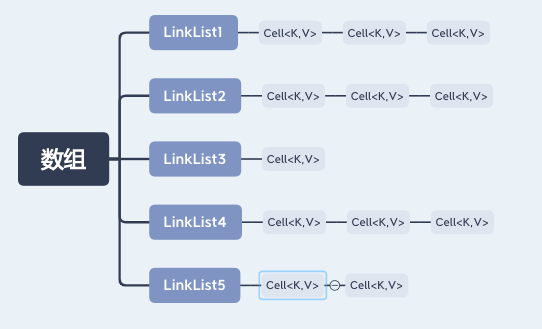 LinkList1 Cell<K,V> Cell<K,V> Cell<K,V>
LinkList2 Cell<K,V> Cell<K,V> Cell<K,V>
数组 LinkList3 Cell<K,V>
LinkList4 Cell<K,V> Cell<K,V> Cell<K,V>
LinkList5 Cell<K,V> Cell<K,V>